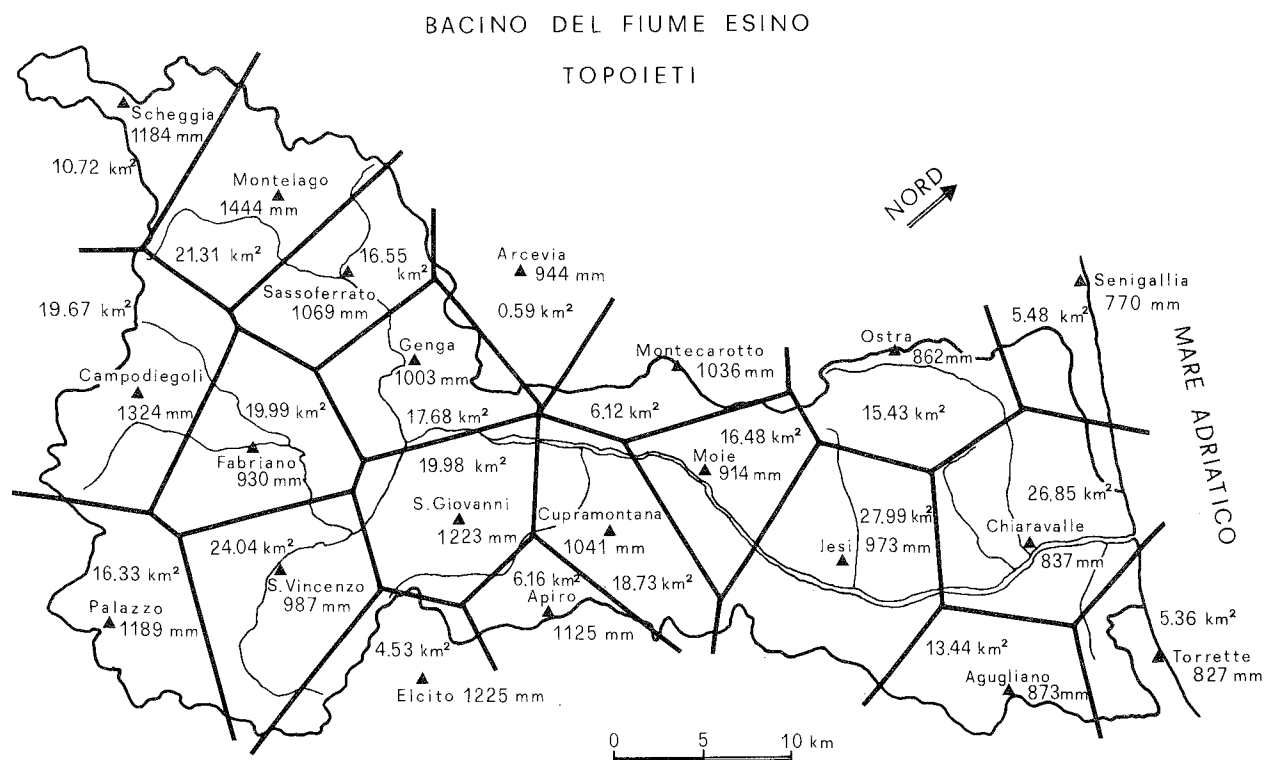 BACINO DEL FIUME ESINO
TOPOIETI
Scheggia
1184 mm
10.72 km²
Montelago
1444 mm
NORD
21.31 km²
16.55
km²
Arcevia
944 mm
Sassoferrato
1069 mm
0.59 km²
Senigallia
770 mm
5.48 km²
19.67 km²
Genga
1003 mm
Montecarotto
1036 mm
Ostra
862mm
MARE ADRIATICO
Campodiegoli
1324 mm
19.99 km²
17.68 km²
6.12 km²
15.43 km²
Fabriano
930 mm
19.98 km²
16.48 km²
Moie
914 mm
26.85 km²
S.Giovanni
1223 mm
Cupramontana
1041 mm
27.99 km²
Jesi
973 mm
Chiaravalle
837mm
24.04 km²
S.Vincenzo
987 mm
16.33 km²
Palazzo
1189 mm
6.16 km²
Apiro
1125 mm
18.73 km²
5.36 km²
Torrette
827 mm
4.53 km²
Elcito 1225 mm
13.44 km²
Agugliano
873mm
0 5 10 km